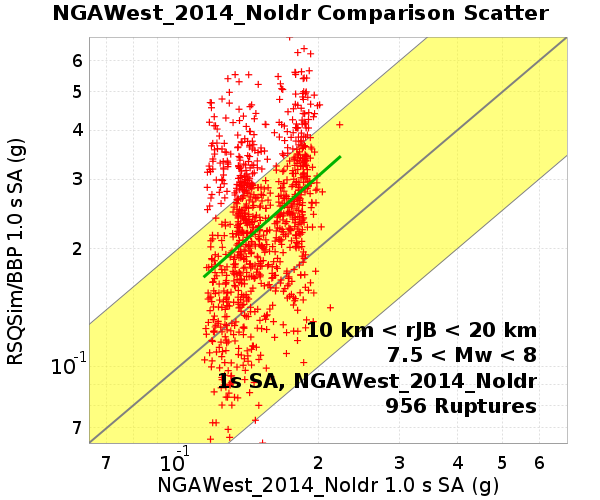 NGAWest_2014_NoIdr Comparison Scatter
RSQSim/BBP 1.0 s SA (g)
6
5
4
3
2
10⁻¹
7
10 km < rJB < 20 km
7.5 < Mw < 8
1s SA, NGAWest_2014_NoIdr
956 Ruptures
7 10⁻¹ 2 3 4 5 6
NGAWest_2014_NoIdr 1.0 s SA (g)